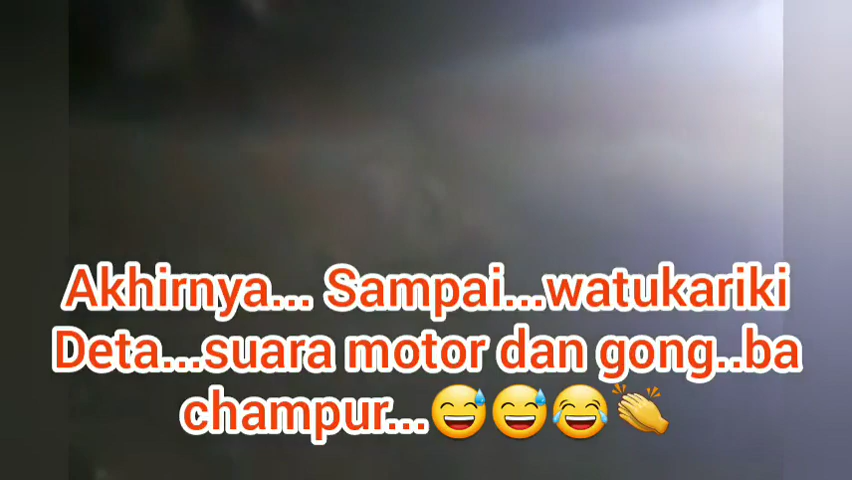 Akhirnya... Sampai...watukariki
Deta...suara motor dan gong..ba
champur...😅😅😂👏